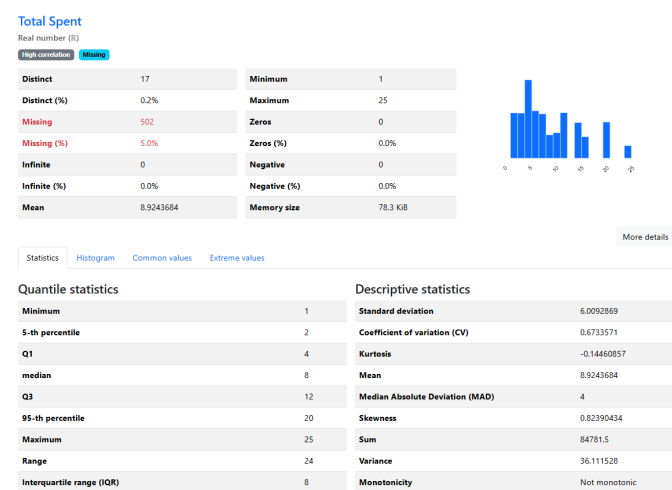 Total Spent
Real number (ℝ)
High correlation Missing
Distinct 17 Minimum 1
Distinct (%) 0.2% Maximum 25
Missing 502 Zeros 0
Missing (%) 5.0% Zeros (%) 0.0%
Infinite 0 Negative 0
Infinite (%) 0.0% Negative (%) 0.0%
Mean 8.9243684 Memory size 78.3 KiB
0 5 10 15 20 25
More details
Statistics Histogram Common values Extreme values
Quantile statistics Descriptive statistics
Minimum 1 Standard deviation 6.0092869
5-th percentile 2 Coefficient of variation (CV) 0.6733571
Q1 4 Kurtosis -0.14460857
median 8 Mean 8.9243684
Q3 12 Median Absolute Deviation (MAD) 4
95-th percentile 20 Skewness 0.82390434
Maximum 25 Sum 84781.5
Range 24 Variance 36.111528
Interquartile range (IQR) 8 Monotonicity Not monotonic